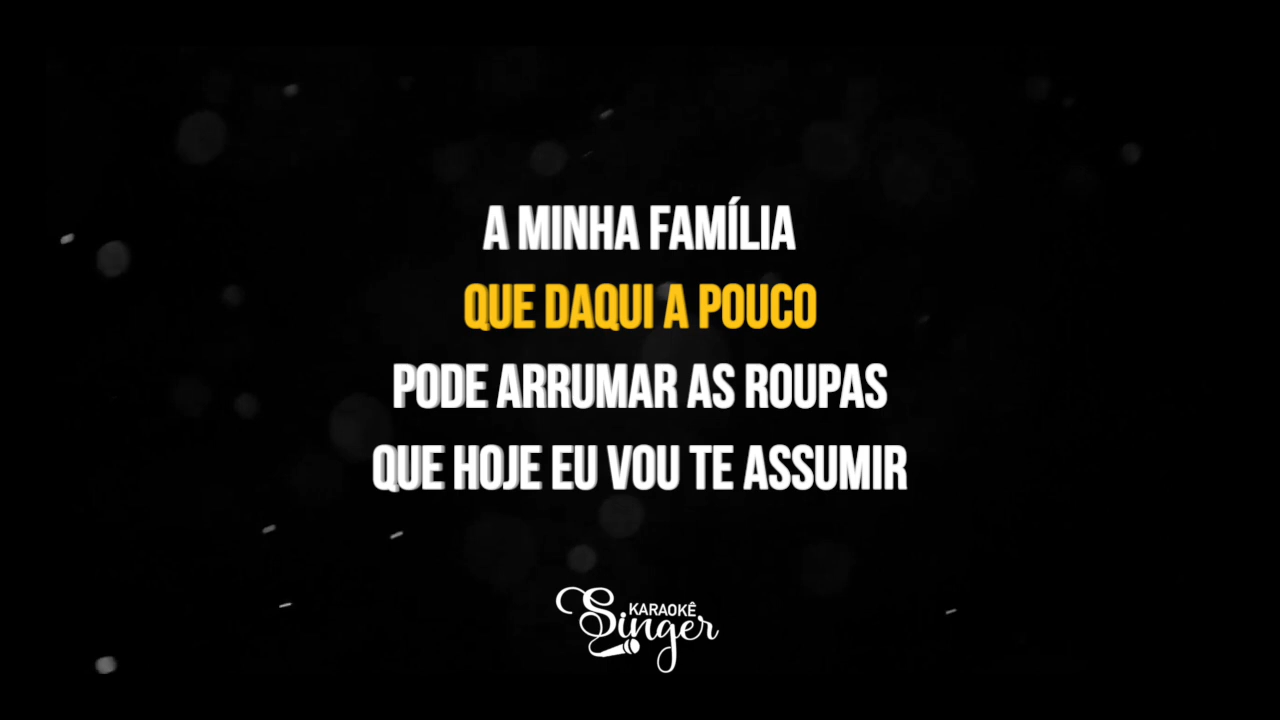 A MINHA FAMÍLIA
QUE DAQUI A POUCO
PODE ARRUMAR AS ROUPAS
QUE HOJE EU VOU TE ASSUMIR
KARAOKÊ
Singer